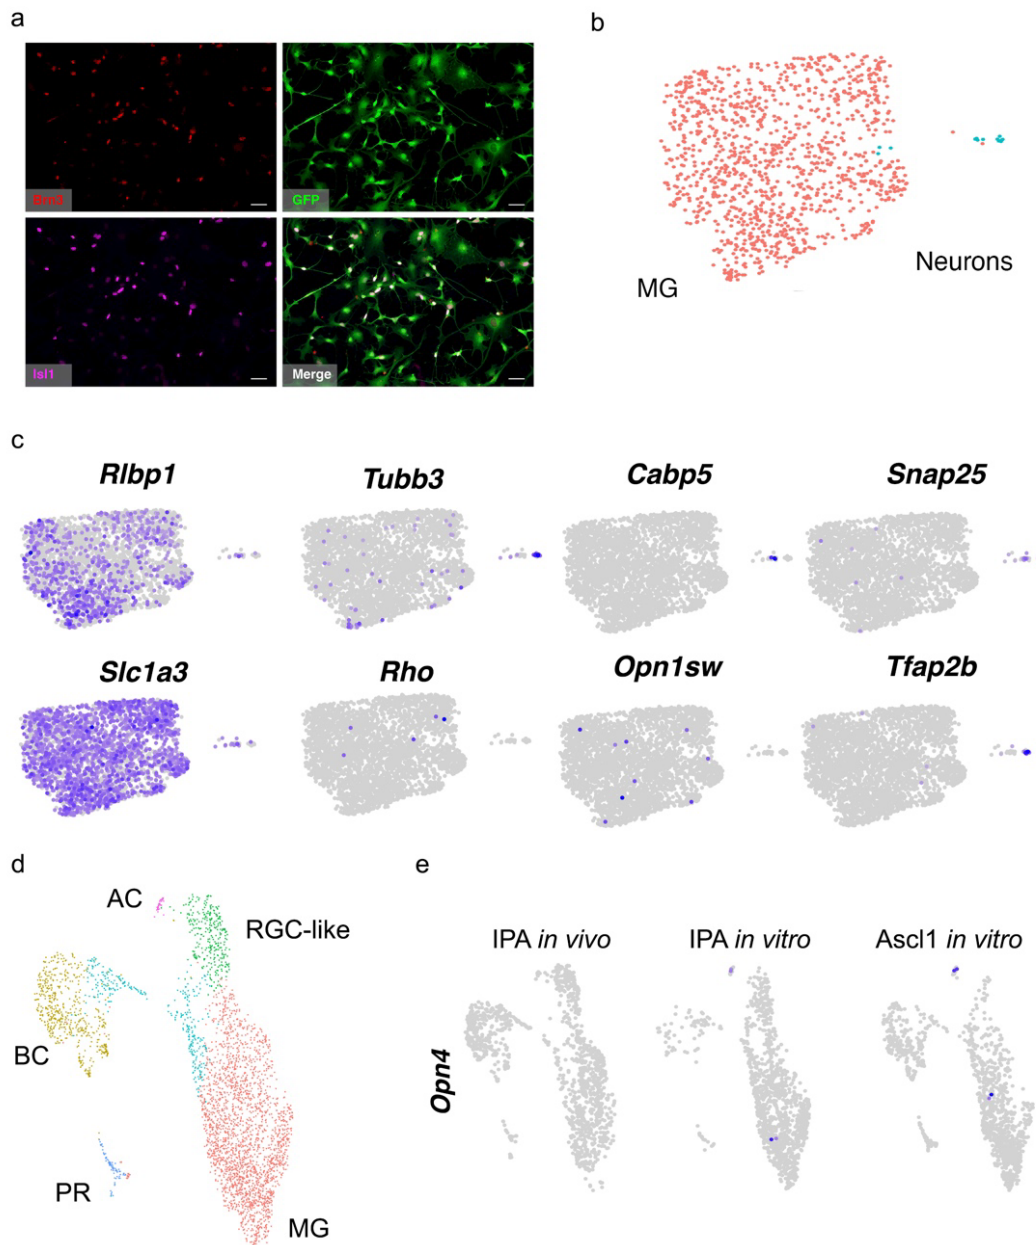 a
Brn3
GFP
Isl1
Merge
b
MG
Neurons
c
Rlbp1
Tubb3
Cabp5
Snap25
Slc1a3
Rho
Opn1sw
Tfap2b
d
AC
RGC-like
BC
PR
MG
e
IPA in vivo
IPA in vitro
Ascl1 in vitro
Opn4